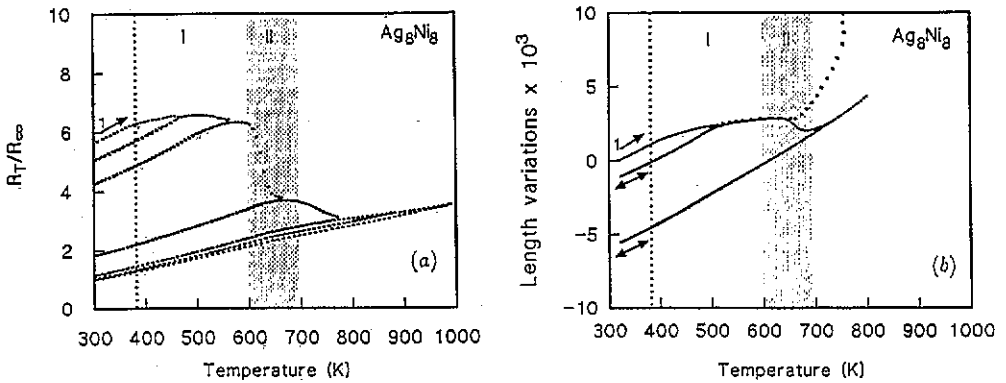 10
8
6
4
2
0
R_T/R_∞
I
II
Ag₈Ni₈
1
(a)
300 400 500 600 700 800 900 1000
Temperature (K)
10
5
0
-5
-10
Length variations x 10³
I
II
Ag₈Ni₈
1
(b)
300 400 500 600 700 800 900 1000
Temperature (K)